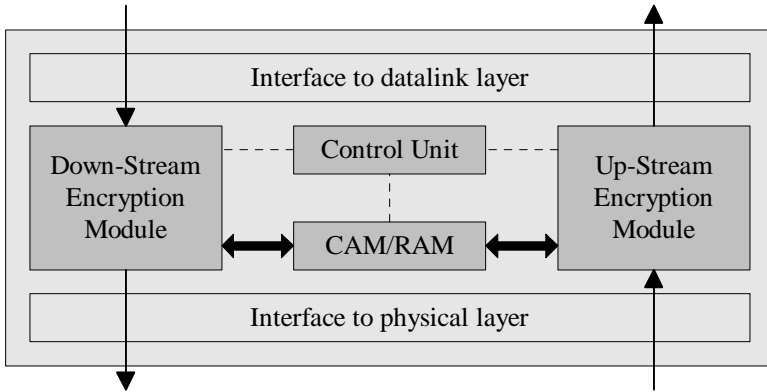 Interface to datalink layer
Down-Stream
Encryption
Module
Control Unit
CAM/RAM
Up-Stream
Encryption
Module
Interface to physical layer